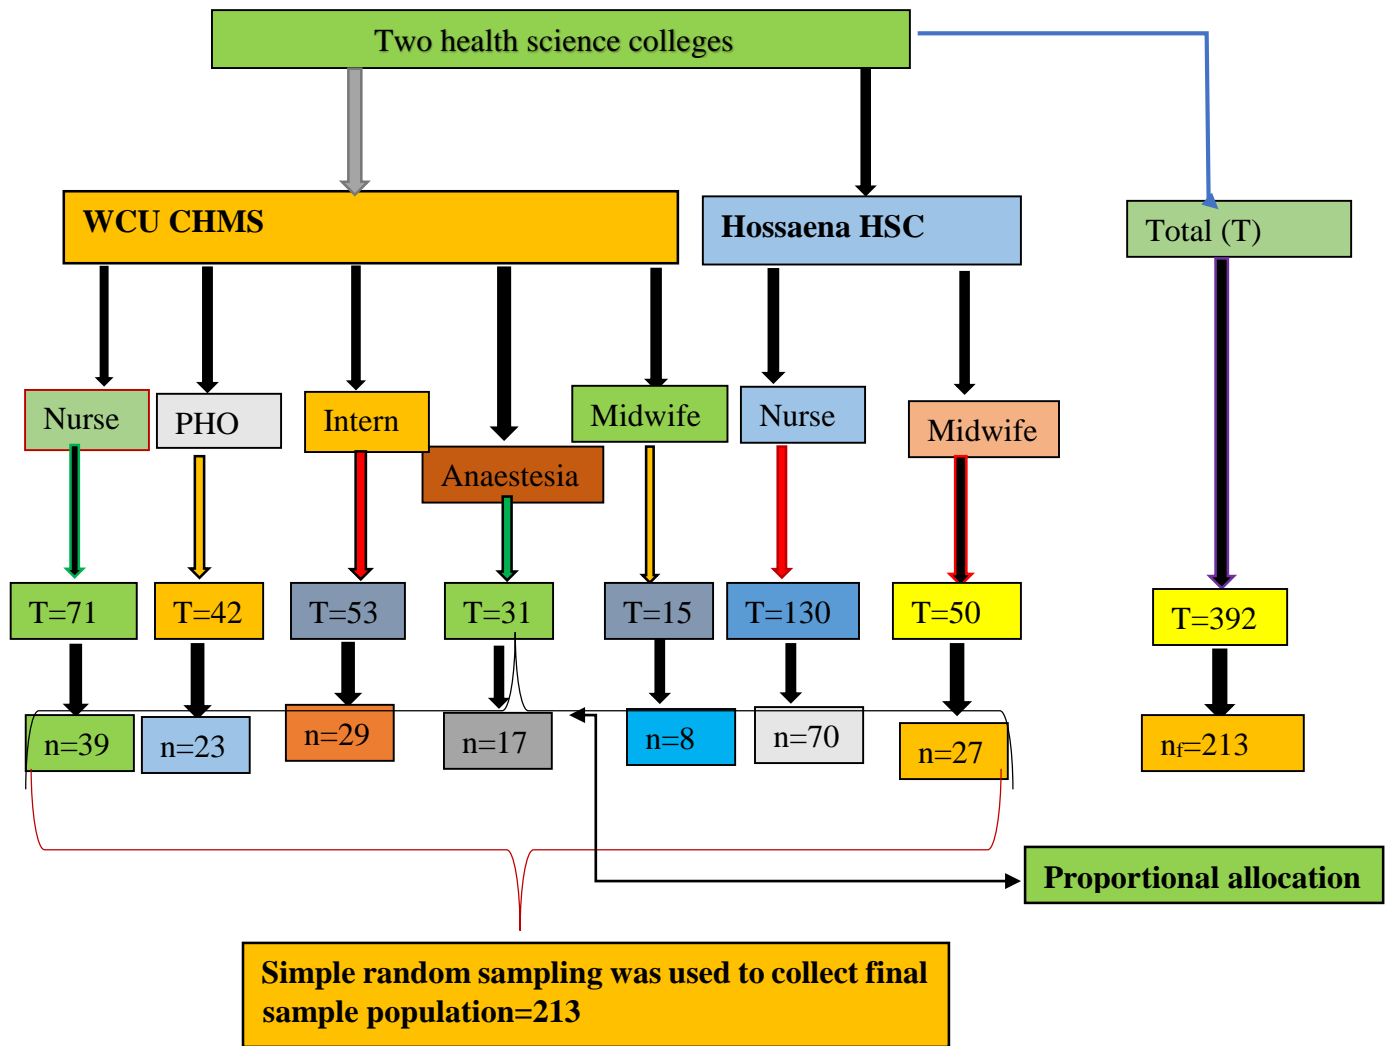 Two health science colleges
WCU CHMS
Hossaena HSC
Total (T)
Nurse
PHO
Intern
Anaestesia
Midwife
Nurse
Midwife
T=71
T=42
T=53
T=31
T=15
T=130
T=50
T=392
n=39
n=23
n=29
n=17
n=8
n=70
n=27
nf=213
Proportional allocation
Simple random sampling was used to collect final
sample population=213